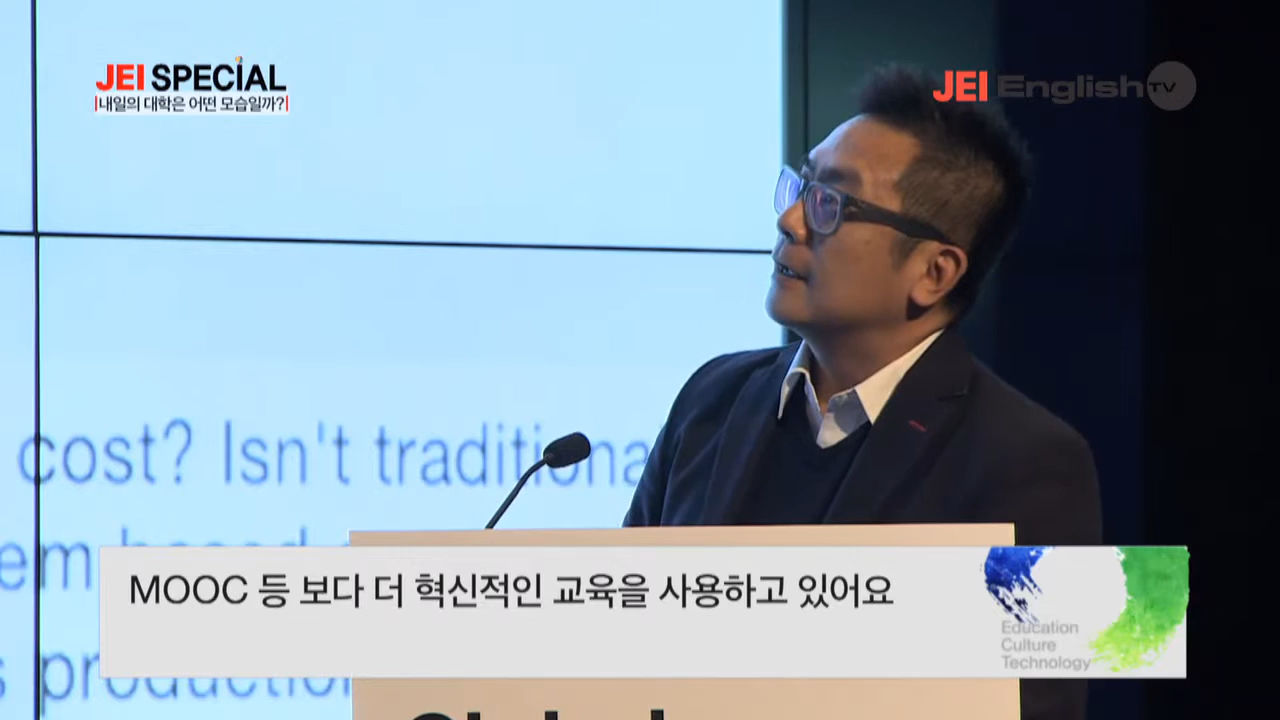 JEI SPECIAL
내일의 대학은 어떤 모습일까?
JEI English TV
cost? Isn't
MOOC 등 보다 더 혁신적인 교육을 사용하고 있어요
Education
Culture
Technology